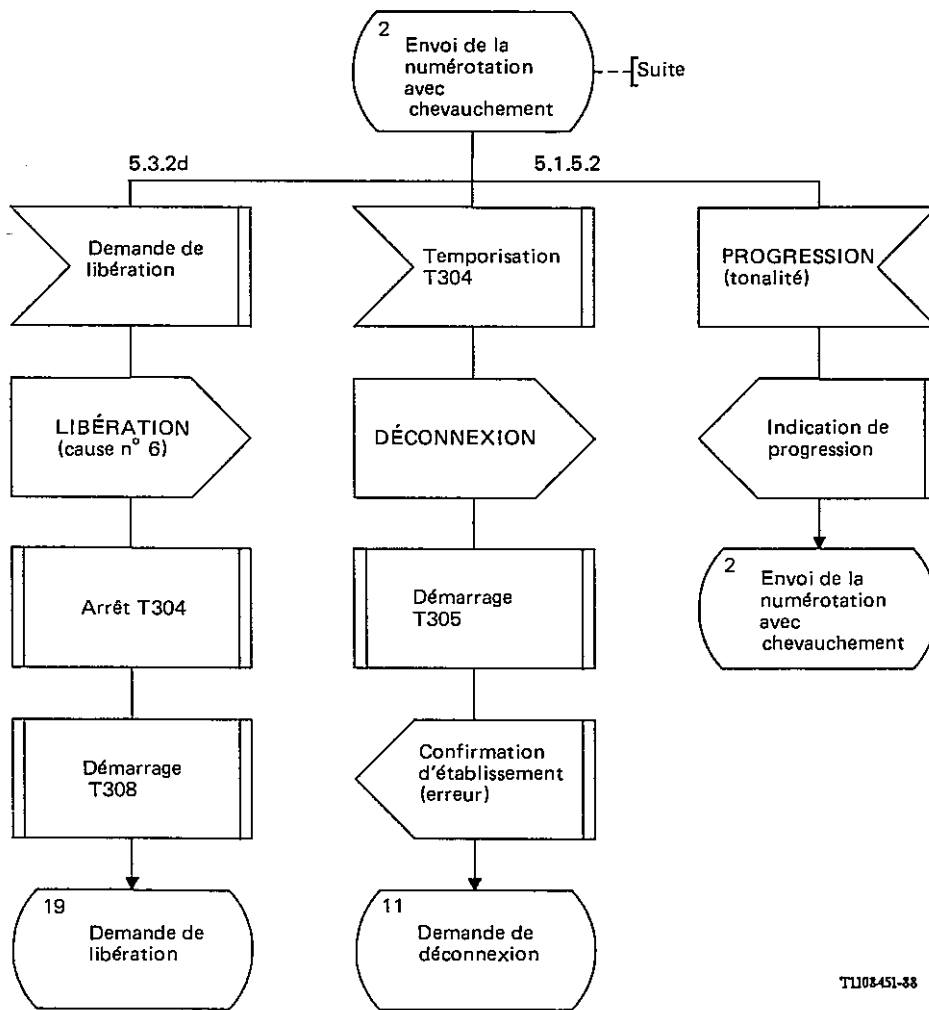 2
Envoi de la
numérotation
avec
chevauchement
Suite
5.3.2d
5.1.5.2
Demande de
libération
Temporisation
T304
PROGRESSION
(tonalité)
LIBÉRATION
(cause n° 6)
DÉCONNEXION
Indication de
progression
Arrêt T304
Démarrage
T305
2
Envoi de la
numérotation
avec
chevauchement
Démarrage
T308
Confirmation
d'établissement
(erreur)
19
Demande de
libération
11
Demande de
déconnexion
T1108451-88